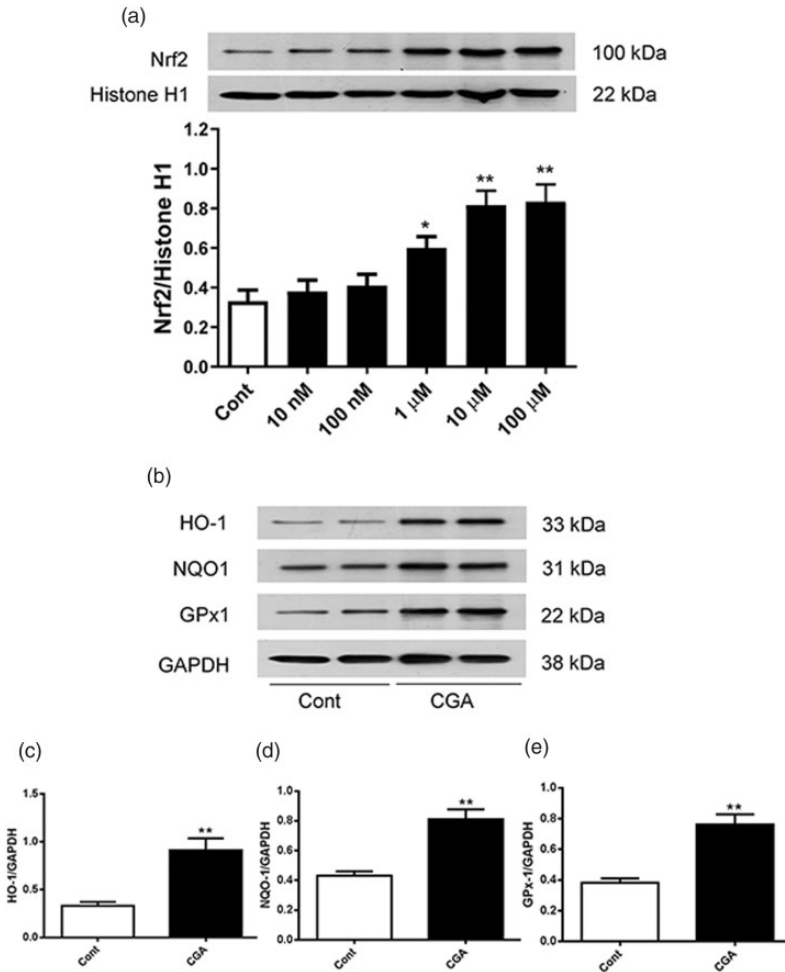 (a)
Nrf2 100 kDa
Histone H1 22 kDa
Nrf2/Histone H1
1.2
1.0
0.8
0.6
0.4
0.2
0.0
* ** **
Cont 10 nM 100 nM 1 μM 10 μM 100 μM
(b)
HO-1 33 kDa
NQO1 31 kDa
GPx1 22 kDa
GAPDH 38 kDa
Cont CGA
(c)
HO-1/GAPDH
1.5
1.0
0.5
0.0
**
Cont CGA
(d)
NQO-1/GAPDH
1.0
0.8
0.6
0.4
0.2
0.0
**
Cont CGA
(e)
GPx-1/GAPDH
1.0
0.8
0.6
0.4
0.2
0.0
**
Cont CGA